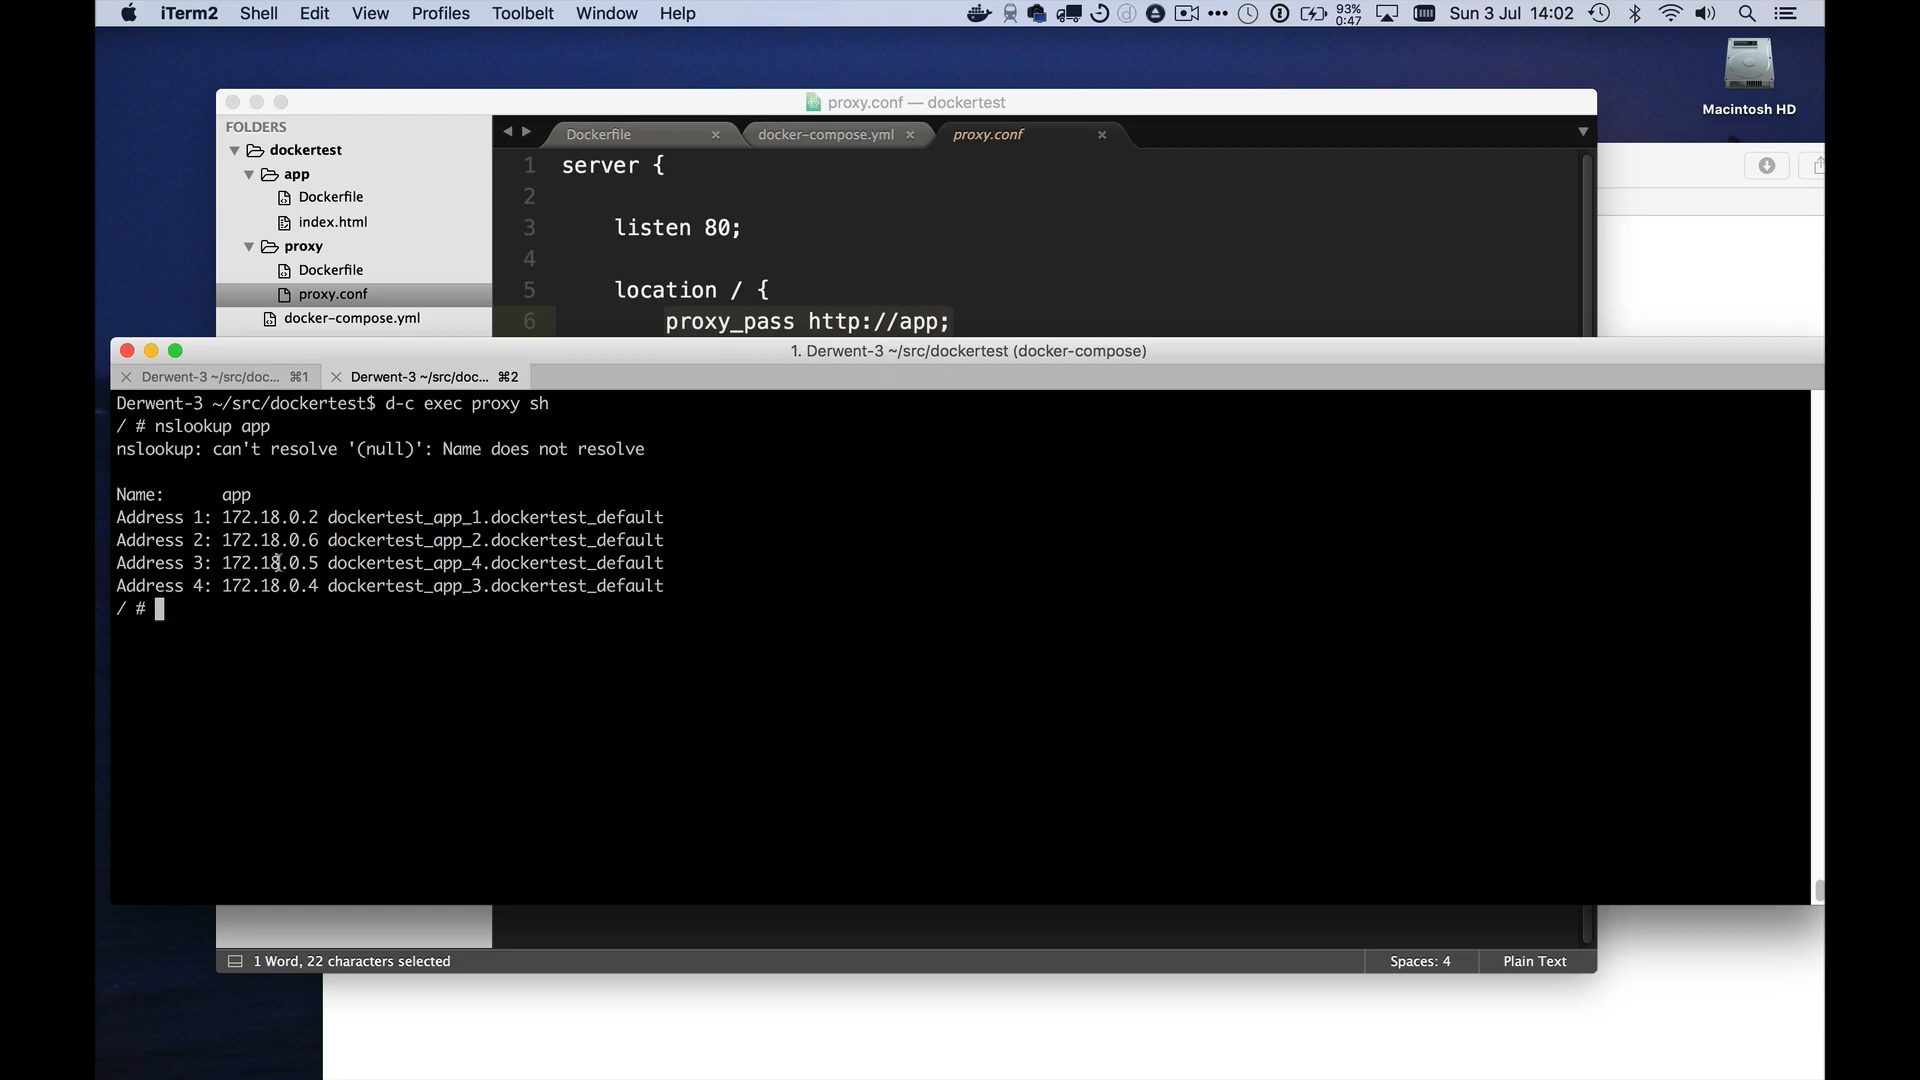 iTerm2 Shell Edit View Profiles Toolbelt Window Help 93% 0:47 Sun 3 Jul 14:02
Macintosh HD
proxy.conf — dockertest
FOLDERS
dockertest
app
Dockerfile
index.html
proxy
Dockerfile
proxy.conf
docker-compose.yml
Dockerfile × docker-compose.yml × proxy.conf ×
1 server {
2
3 listen 80;
4
5 location / {
6 proxy_pass http://app;
1. Derwent-3 ~/src/dockertest (docker-compose)
Derwent-3 ~/src/doc... ⌘1 Derwent-3 ~/src/doc... ⌘2
Derwent-3 ~/src/dockertest$ d-c exec proxy sh
/ # nslookup app
nslookup: can't resolve '(null)': Name does not resolve
Name: app
Address 1: 172.18.0.2 dockertest_app_1.dockertest_default
Address 2: 172.18.0.6 dockertest_app_2.dockertest_default
Address 3: 172.18.0.5 dockertest_app_4.dockertest_default
Address 4: 172.18.0.4 dockertest_app_3.dockertest_default
/ #
1 Word, 22 characters selected Spaces: 4 Plain Text